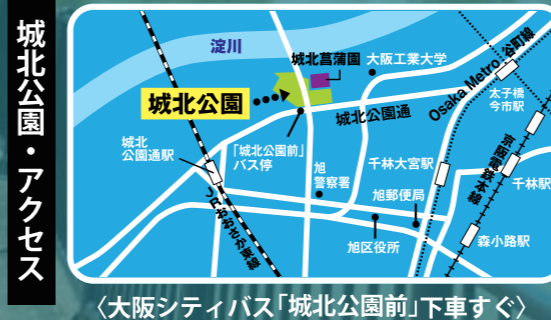 城北公園・アクセス
淀川
城北菖蒲園
大阪工業大学
Osaka Metro 谷町線
太子橋
今市駅
城北公園
城北公園通
城北
公園通駅
「城北公園前」
バス停
旭
警察署
千林大宮駅
京阪電鉄本線
千林駅
旭郵便局
JRおおさか東線
旭区役所
森小路駅
〈大阪シティバス「城北公園前」下車すぐ〉